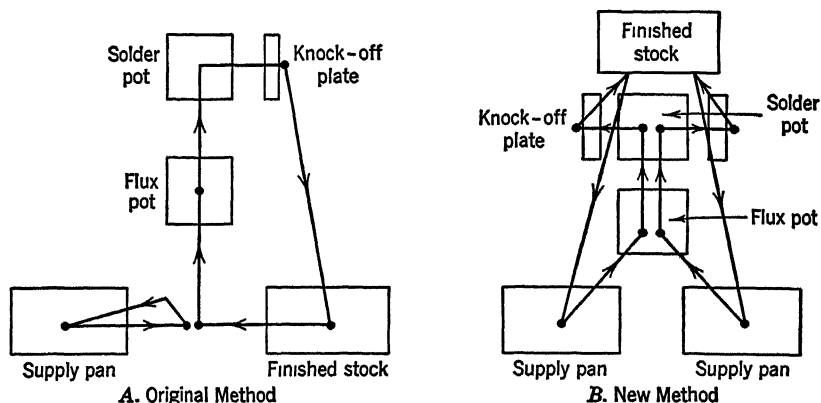 Solder
pot
Knock-off
plate
Flux
pot
Supply pan
Finished stock
A. Original Method
Finished
stock
Knock-off
plate
Solder
pot
Flux pot
Supply pan
Supply pan
B. New Method